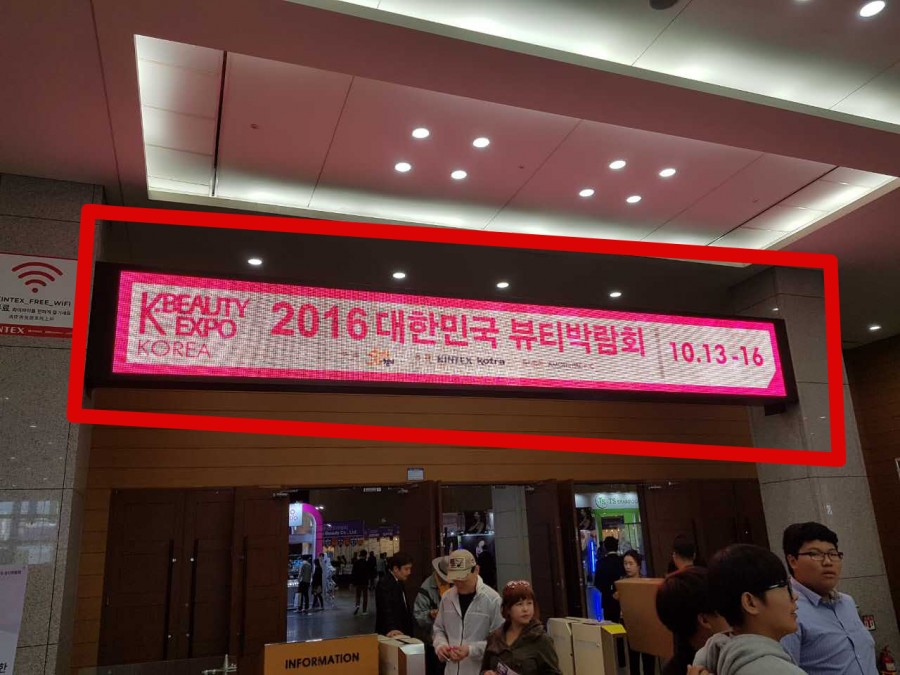 K-BEAUTY
EXPO
KOREA
2016 대한민국 뷰티박람회
10.13-16
KINTEX kotra
KINTEX_FREE_WiFi
INFORMATION